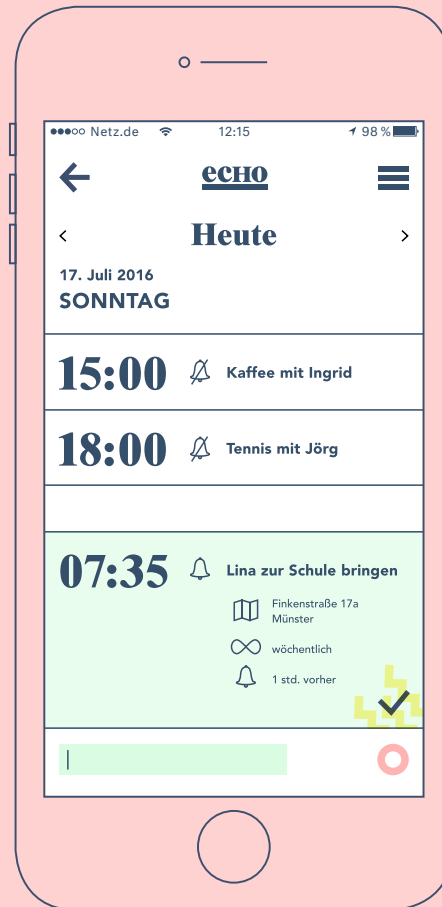 Netz.de 12:15 98 %
ecHO
< Heute >
17. Juli 2016
SONNTAG
15:00 Kaffee mit Ingrid
18:00 Tennis mit Jörg
07:35 Lina zur Schule bringen
Finkenstraße 17a
Münster
wöchentlich
1 std. vorher